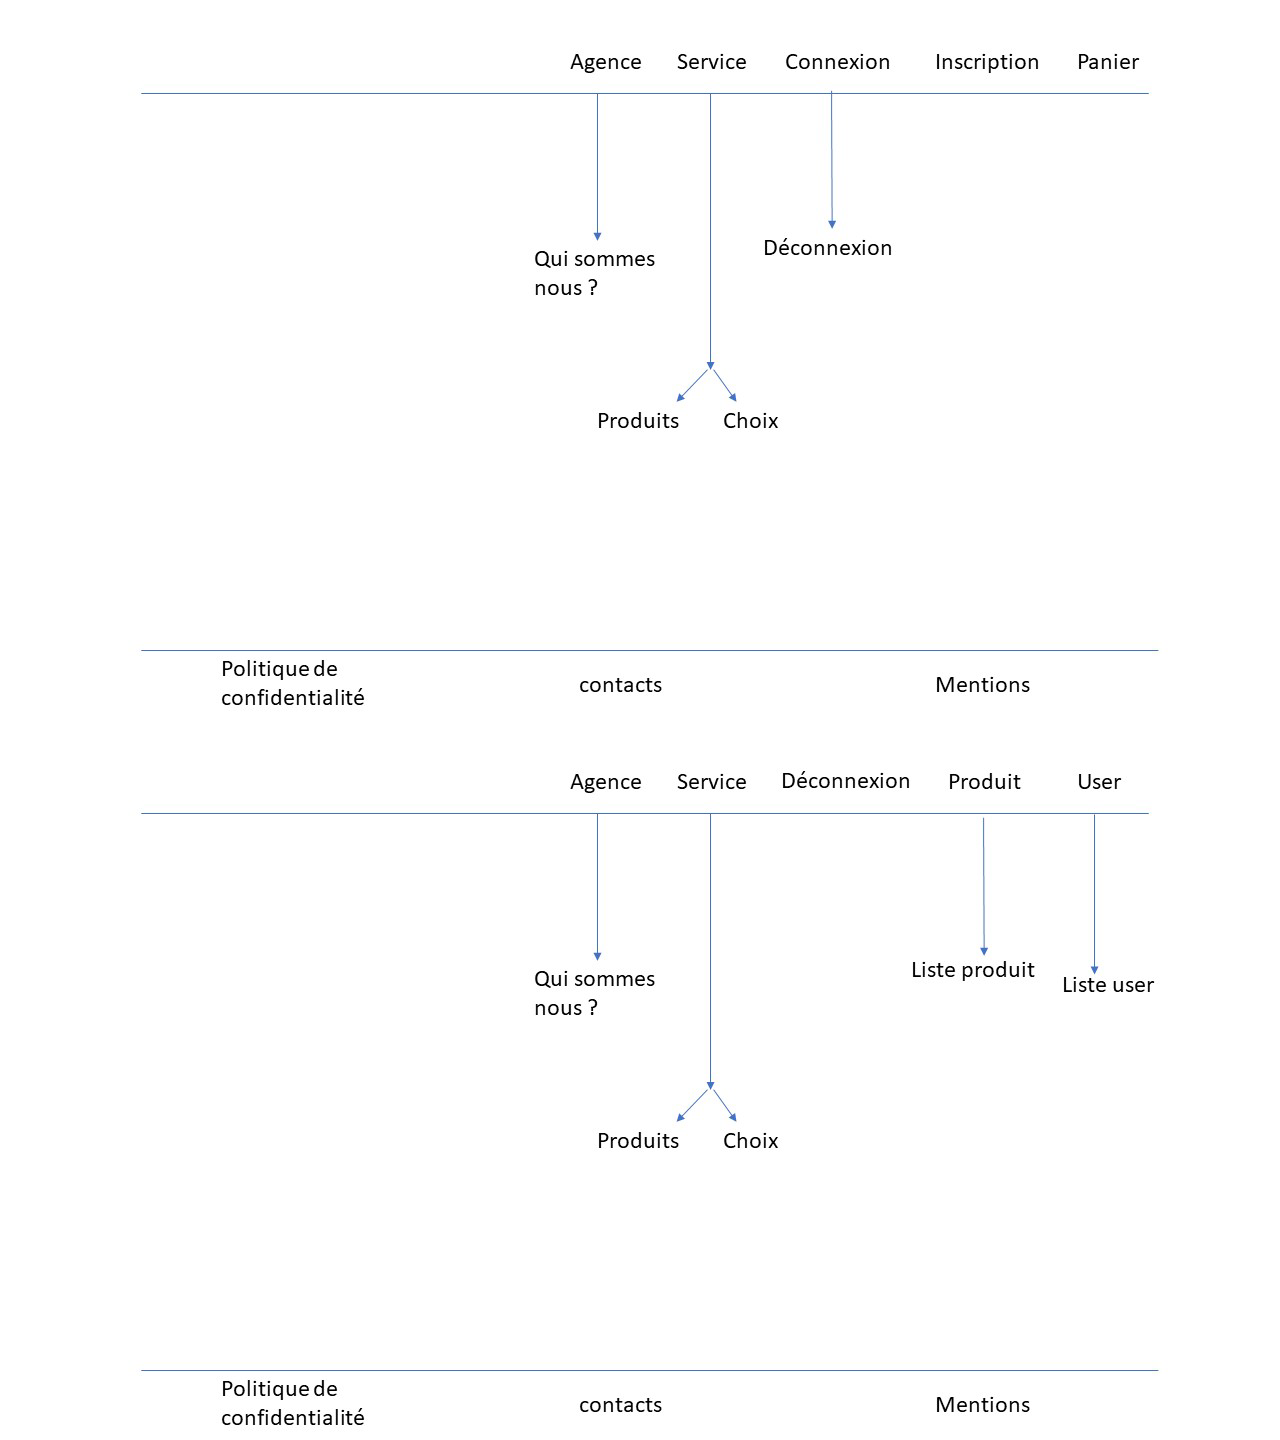 Agence Service Connexion Inscription Panier
Déconnexion
Qui sommes
nous ?
Produits Choix
Politique de
confidentialité
contacts
Mentions
Agence Service Déconnexion Produit User
Qui sommes
nous ?
Liste produit
Liste user
Produits Choix
Politique de
confidentialité
contacts
Mentions